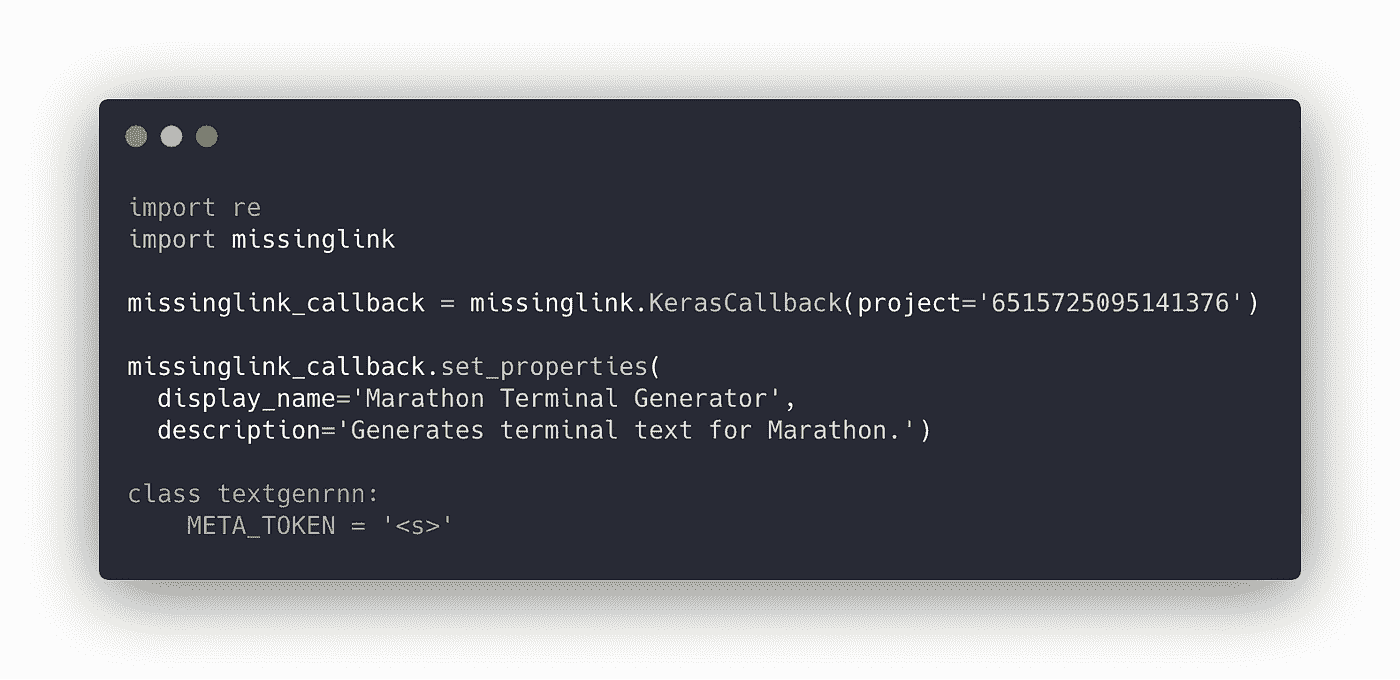 import re
import missinglink
missinglink_callback = missinglink.KerasCallback(project='6515725095141376')
missinglink_callback.set_properties(
  display_name='Marathon Terminal Generator',
  description='Generates terminal text for Marathon.')
class textgenrnn:
    META_TOKEN = '<s>'